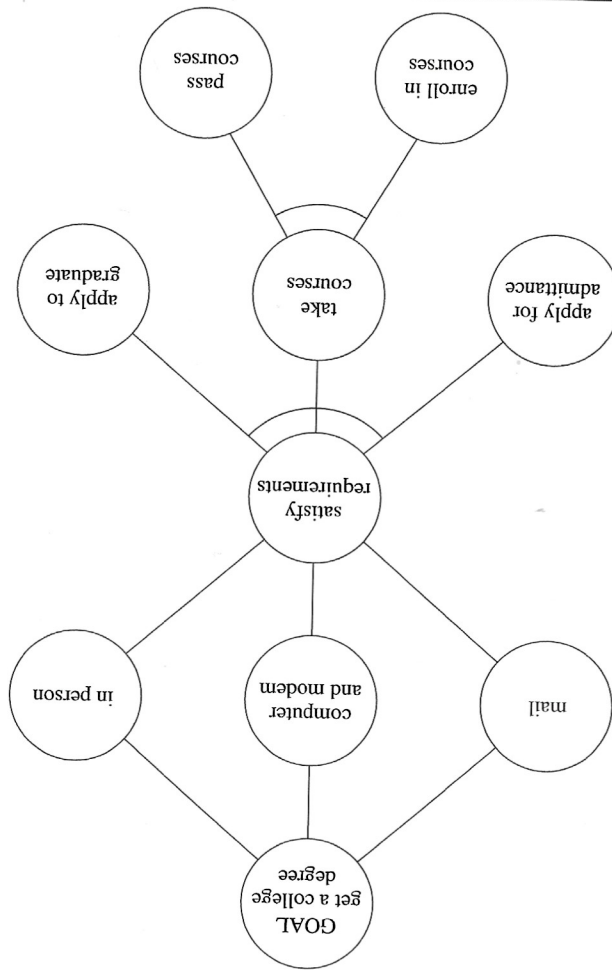 GOAL
get a college
degree
mail
computer
and modem
in person
satisfy
requirements
apply for
admittance
take
courses
apply to
graduate
enroll in
courses
pass
courses